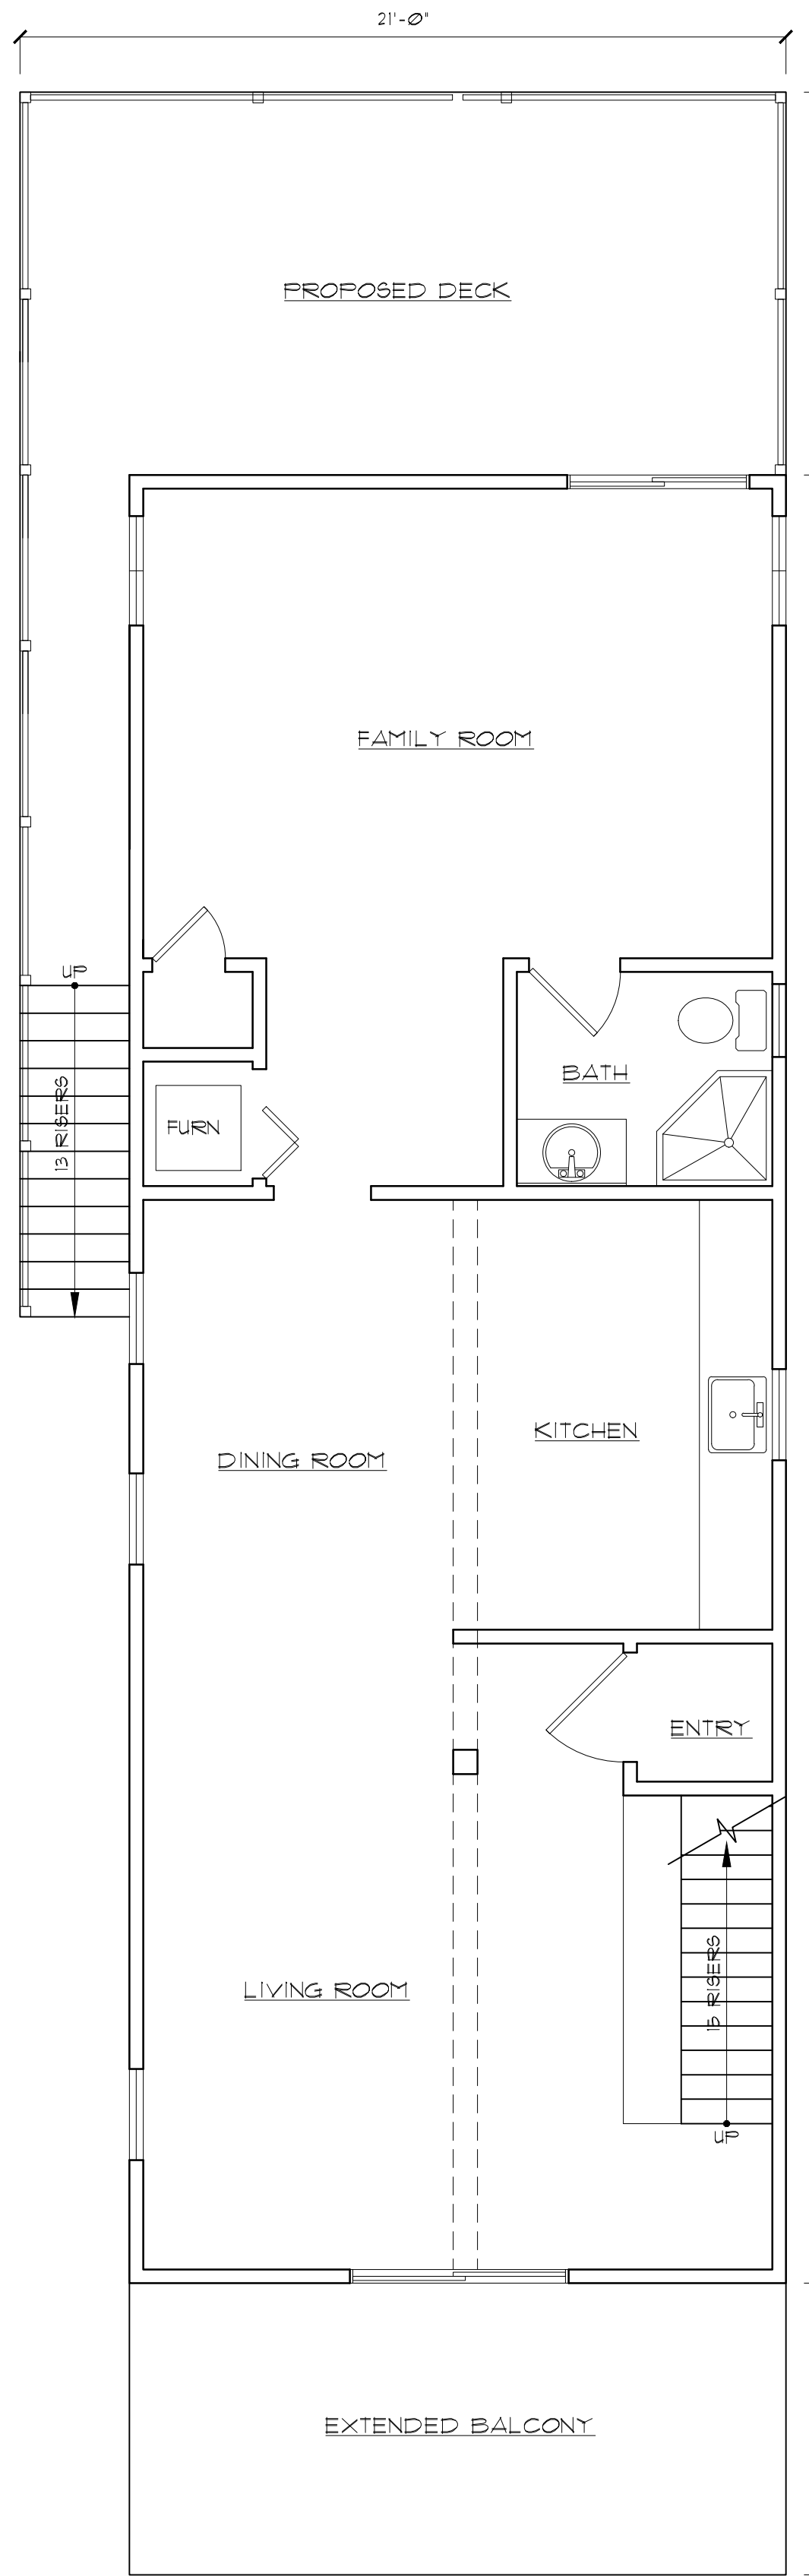 21'-0"
PROPOSED DECK
FAMILY ROOM
UP
13 RISERS
BATH
FURN
KITCHEN
DINING ROOM
ENTRY
15 RISERS
LIVING ROOM
UP
EXTENDED BALCONY